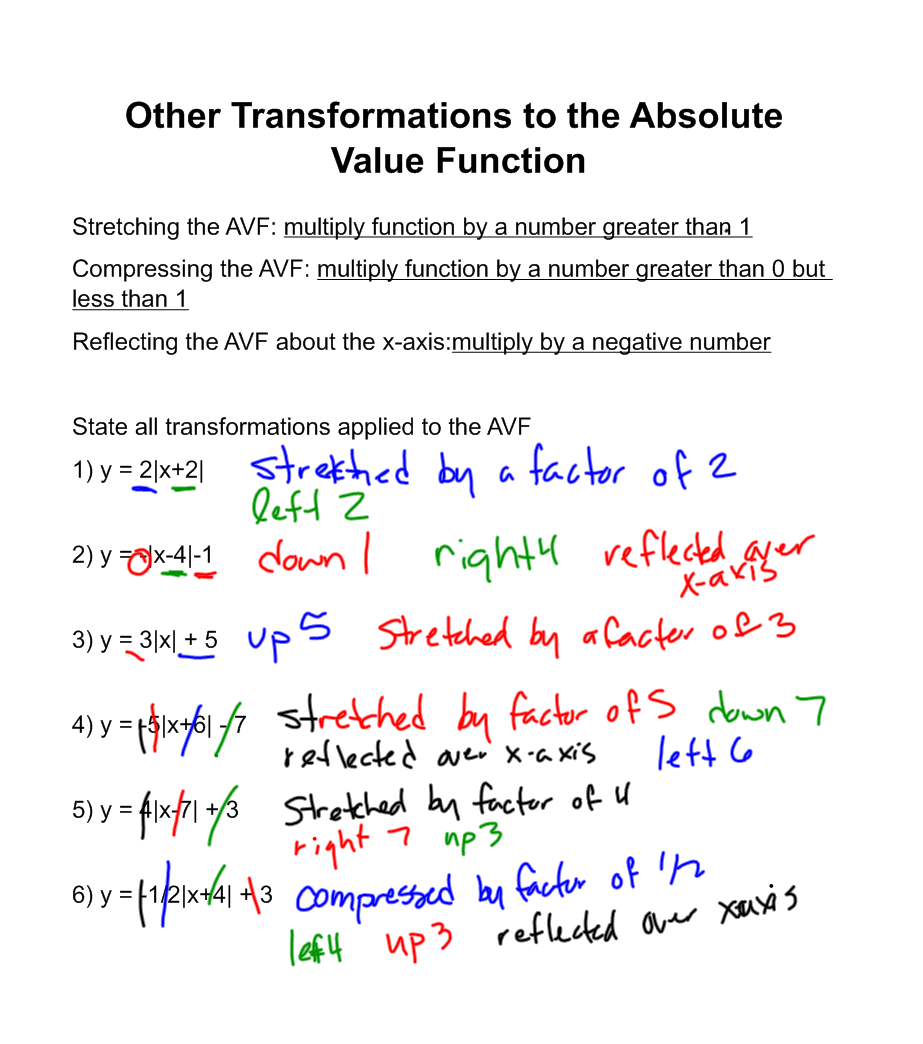 Other Transformations to the Absolute
Value Function
Stretching the AVF: multiply function by a number greater than 1
Compressing the AVF: multiply function by a number greater than 0 but
less than 1
Reflecting the AVF about the x-axis:multiply by a negative number
State all transformations applied to the AVF
1) y = 2|x+2| stretched by a factor of 2
left 2
2) y = -|x-4|-1 down 1 right 4 reflected over
x-axis
3) y = 3|x| + 5 up 5 Stretched by a factor of 3
4) y = -5|x+6| - 7 stretched by factor of 5 down 7
reflected over x-axis left 6
5) y = 4|x-7| + 3 Stretched by factor of 4
right 7 up 3
6) y = -1/2|x+4| + 3 compressed by factor of 1/2
left 4 up 3 reflected over x-axis